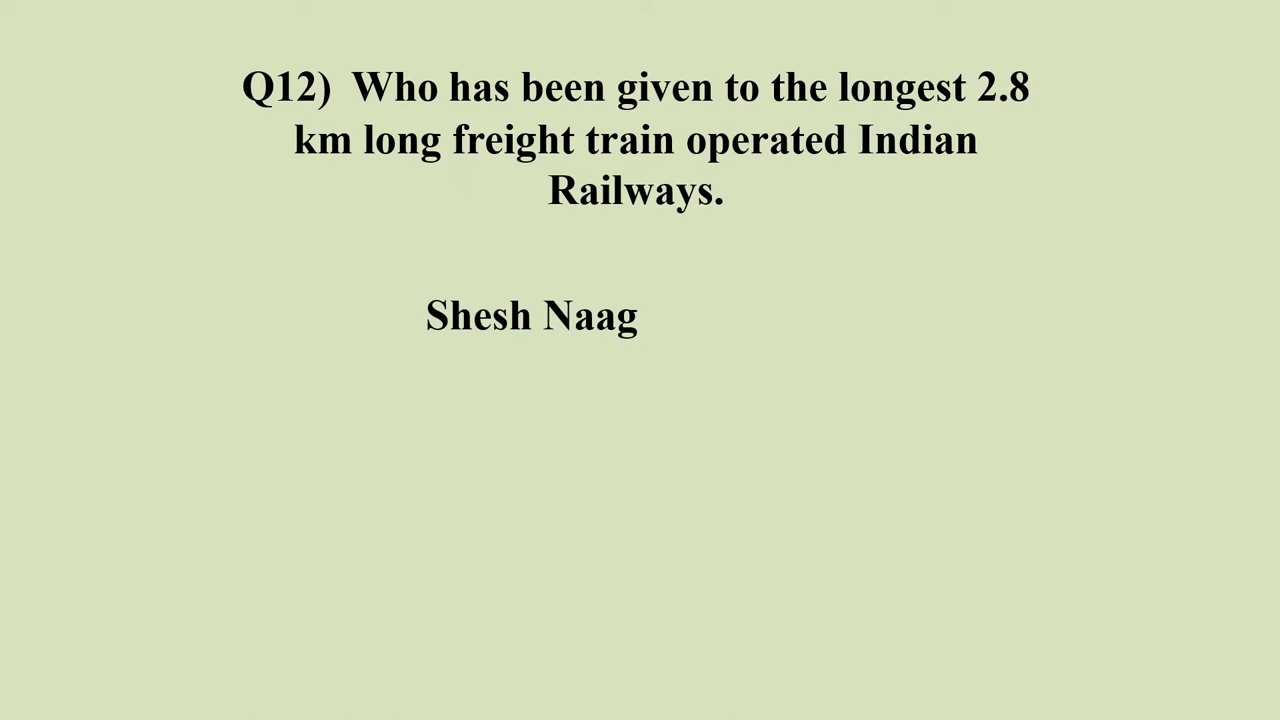 Q12)  Who has been given to the longest 2.8
km long freight train operated Indian
Railways.
Shesh Naag